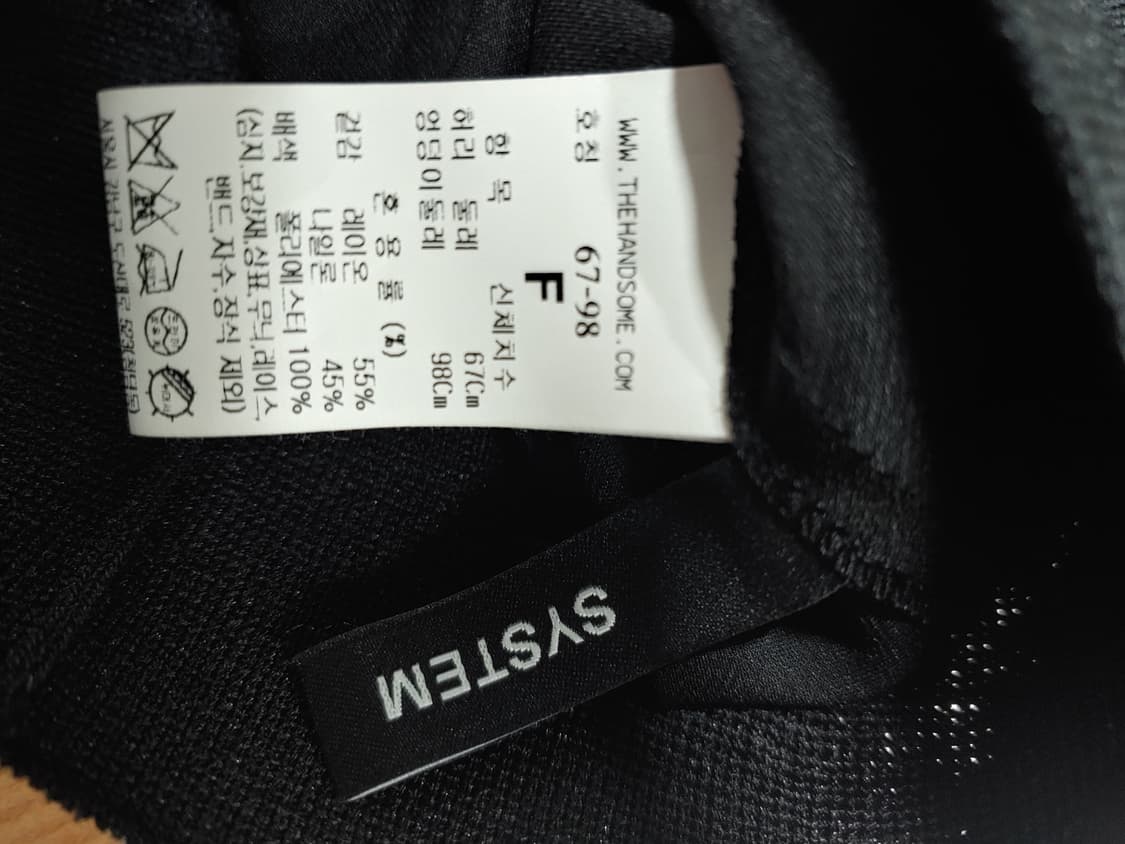 WWW.THEHANDSOME.COM
호칭 67-98
F
항 목 신체치수
허리 둘레 67Cm
엉덩이둘레 98Cm
혼 용 률 (%)
겉감 레이온 55%
나일론 45%
배색 폴리에스터 100%
(심지.보강재.상표.무늬.레이스
밴드.자수.장식 제외)
SYSTEM